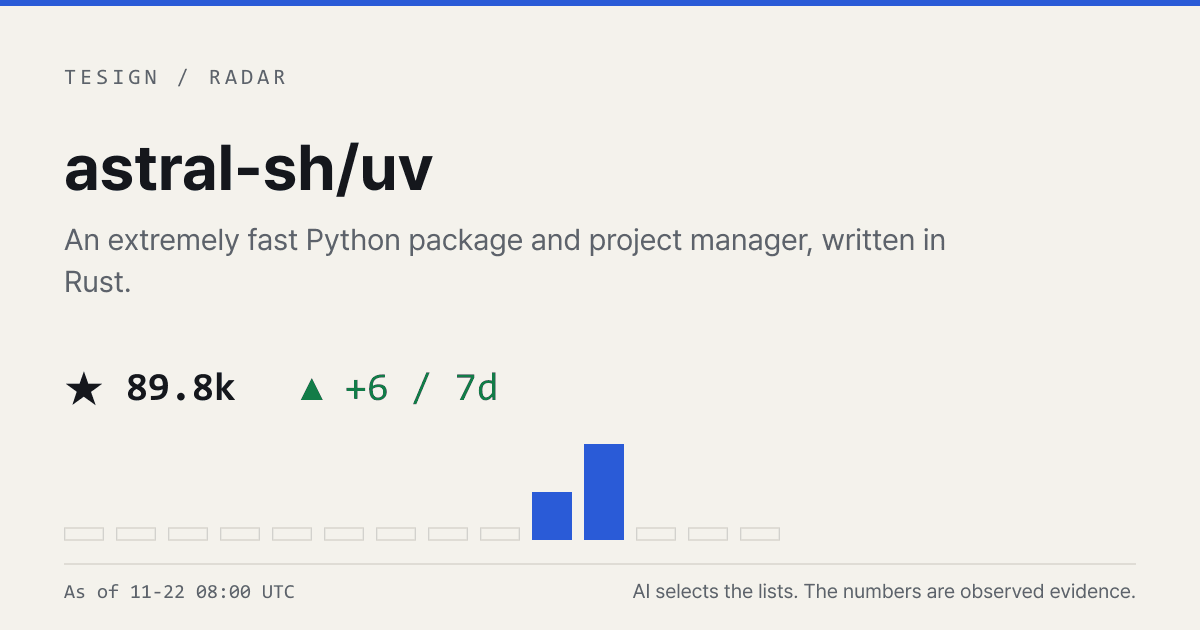 TESIGN / RADAR
astral-sh/uv
An extremely fast Python package and project manager, written in
Rust.
★ 89.8k ▲ +6 / 7d
As of 11-22 08:00 UTC
AI selects the lists. The numbers are observed evidence.